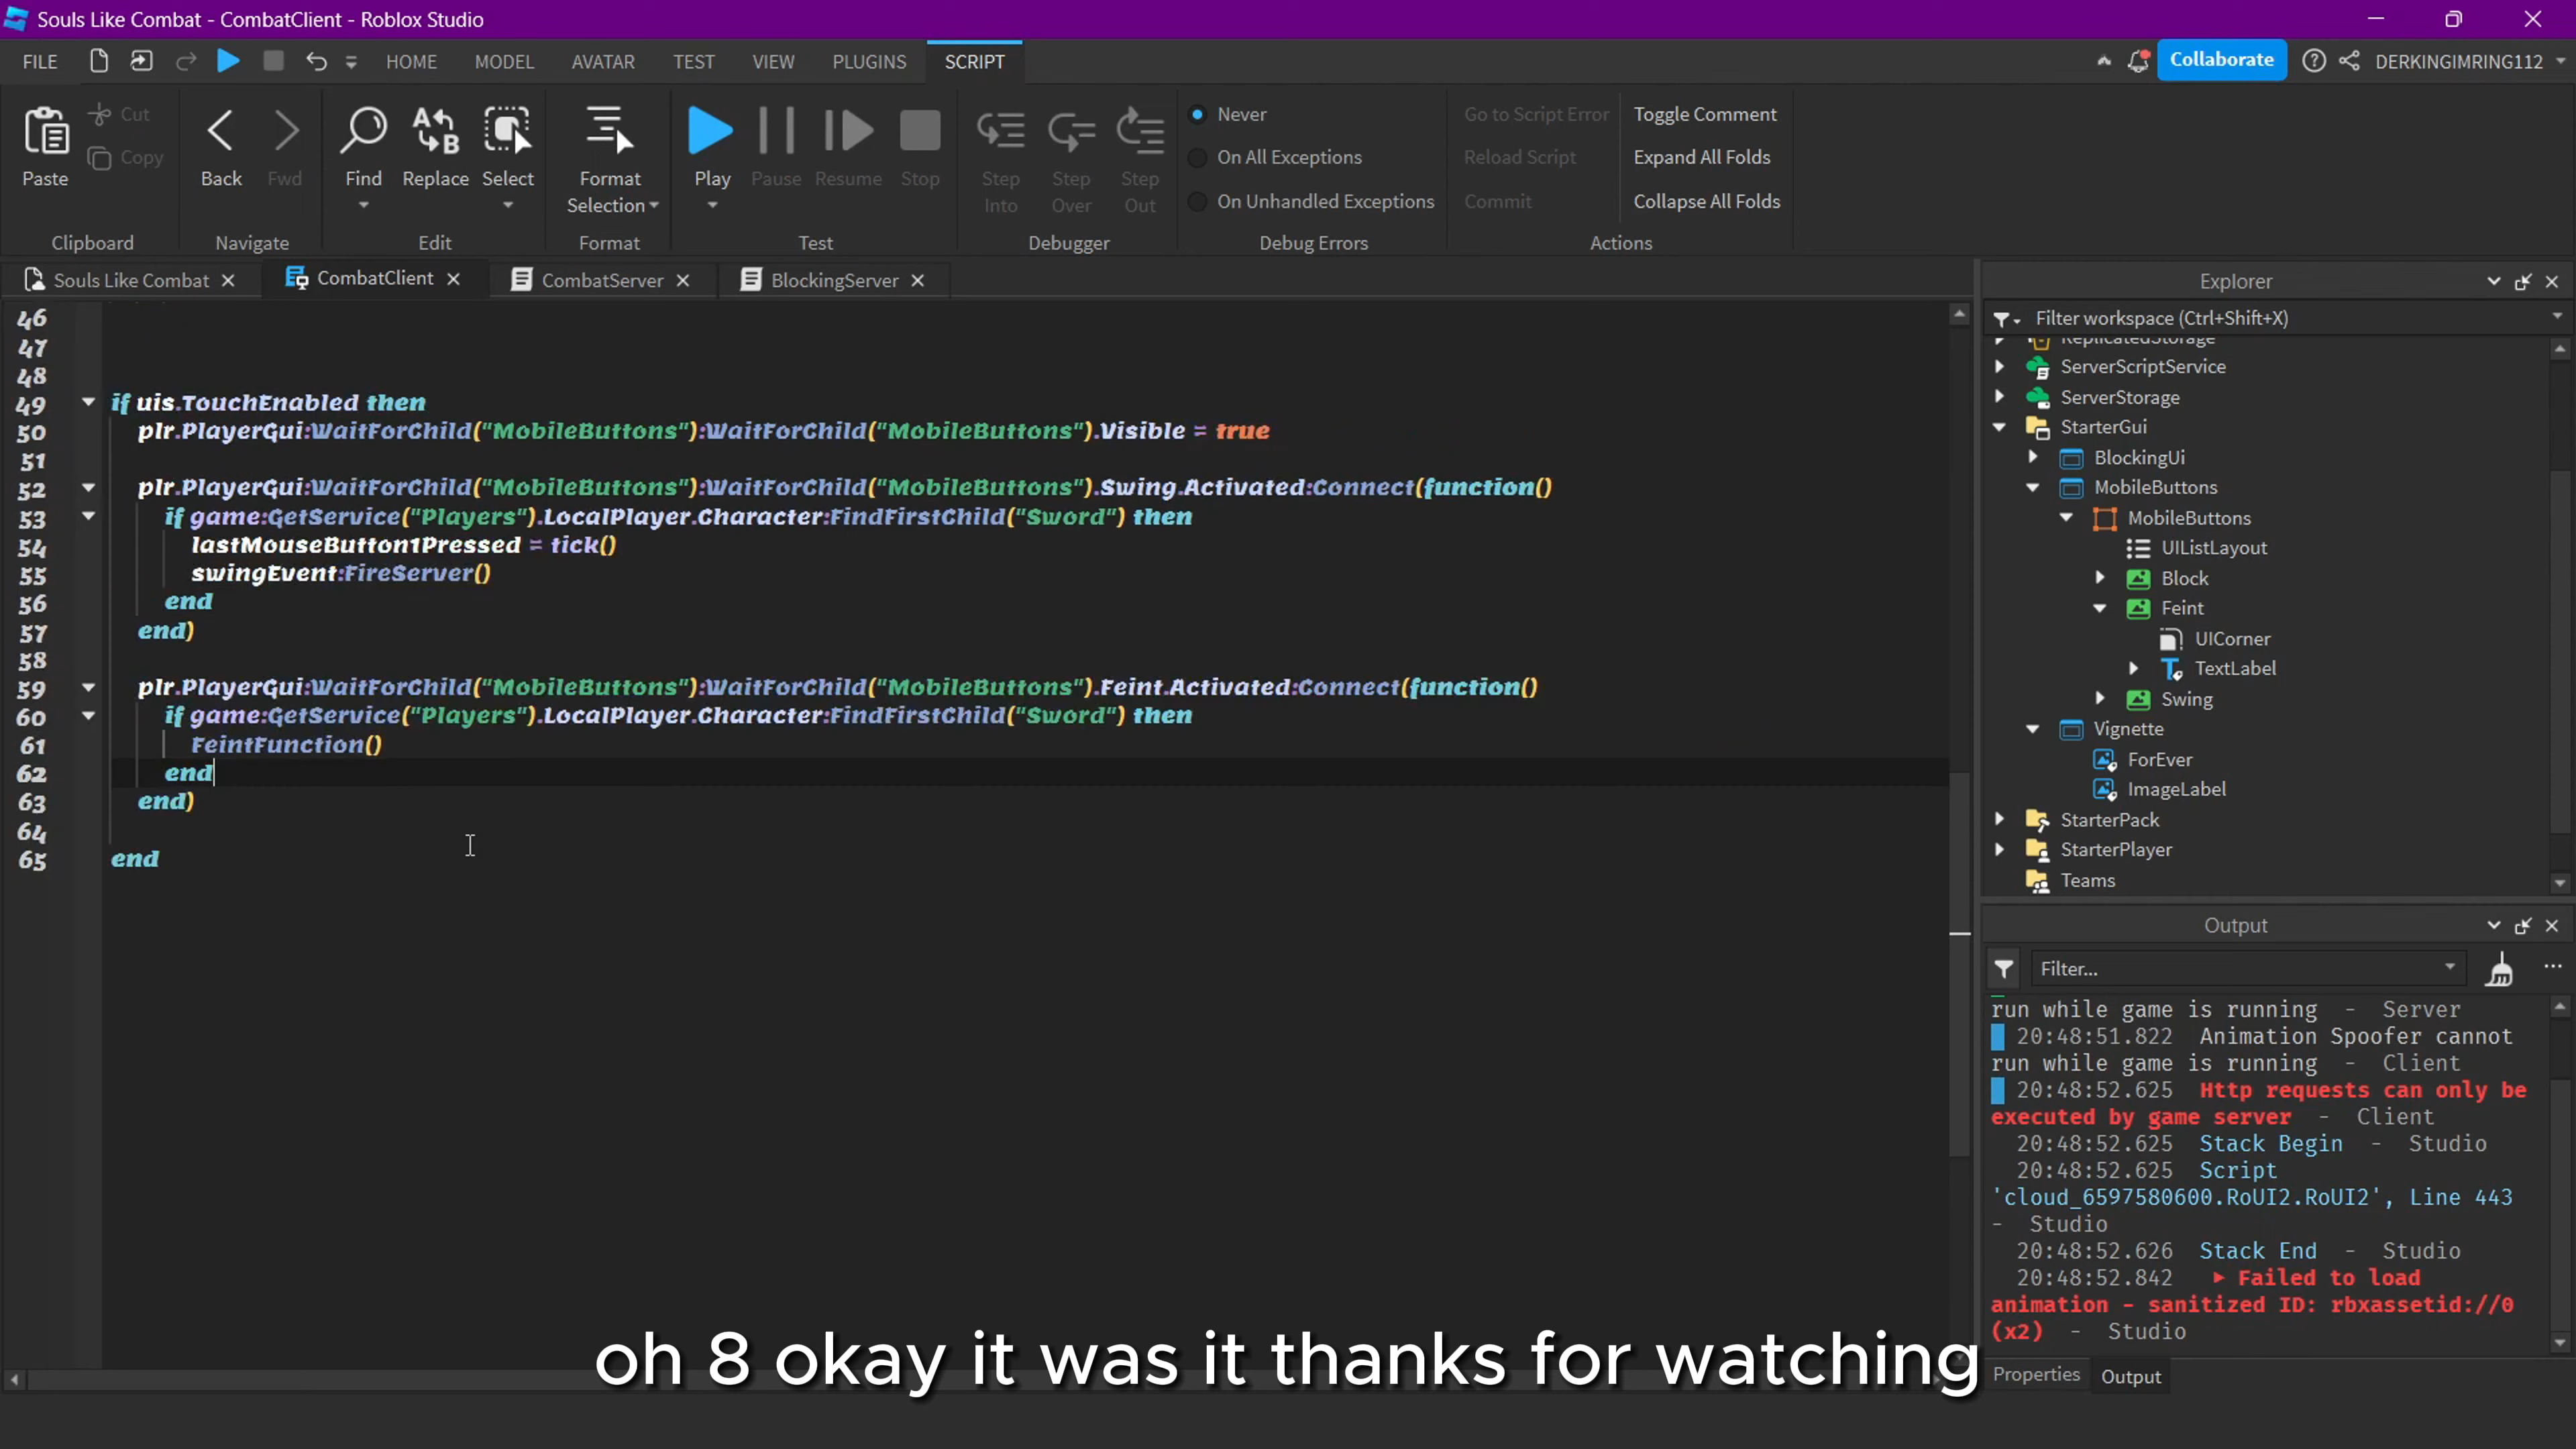 Souls Like Combat - CombatClient - Roblox Studio
FILE HOME MODEL AVATAR TEST VIEW PLUGINS SCRIPT Collaborate DERKINGIMRING112
Paste Cut Copy Clipboard
Back Fwd Navigate
Find Replace Select Edit
Format Selection Format
Play Pause Resume Stop Test
Step Into Step Over Step Out Debugger
Never
On All Exceptions
On Unhandled Exceptions
Debug Errors
Go to Script Error
Reload Script
Commit
Toggle Comment
Expand All Folds
Collapse All Folds
Actions
Souls Like Combat CombatClient CombatServer BlockingServer
46
47
48
49 if uis.TouchEnabled then
50 plr.PlayerGui:WaitForChild("MobileButtons"):WaitForChild("MobileButtons").Visible = true
51
52 plr.PlayerGui:WaitForChild("MobileButtons"):WaitForChild("MobileButtons").Swing.Activated:Connect(function()
53 if game:GetService("Players").LocalPlayer.Character:FindFirstChild("Sword") then
54 lastMouseButton1Pressed = tick()
55 swingEvent:FireServer()
56 end
57 end)
58
59 plr.PlayerGui:WaitForChild("MobileButtons"):WaitForChild("MobileButtons").Feint.Activated:Connect(function()
60 if game:GetService("Players").LocalPlayer.Character:FindFirstChild("Sword") then
61 FeintFunction()
62 end
63 end)
64
65 end
Explorer
Filter workspace (Ctrl+Shift+X)
ReplicatedStorage
ServerScriptService
ServerStorage
StarterGui
BlockingUi
MobileButtons
MobileButtons
UIListLayout
Block
Feint
UICorner
TextLabel
Swing
Vignette
ForEver
ImageLabel
StarterPack
StarterPlayer
Teams
Output
Filter...
run while game is running - Server
20:48:51.822 Animation Spoofer cannot
run while game is running - Client
20:48:52.625 Http requests can only be
executed by game server - Client
20:48:52.625 Stack Begin - Studio
20:48:52.625 Script
'cloud_6597580600.RoUI2.RoUI2', Line 443
- Studio
20:48:52.626 Stack End - Studio
20:48:52.842 Failed to load
animation - sanitized ID: rbxassetid://0
(x2) - Studio
Properties Output
oh 8 okay it was it thanks for watching